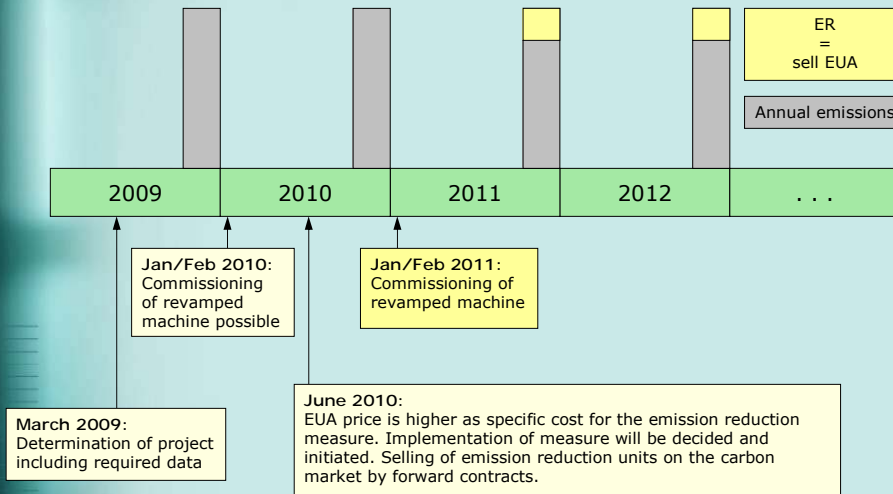 ER
=
sell EUA
Annual emissions
2009
2010
2011
2012
. . .
Jan/Feb 2010:
Commissioning
of revamped
machine possible
Jan/Feb 2011:
Commissioning of
revamped machine
March 2009:
Determination of project
including required data
June 2010:
EUA price is higher as specific cost for the emission reduction
measure. Implementation of measure will be decided and
initiated. Selling of emission reduction units on the carbon
market by forward contracts.